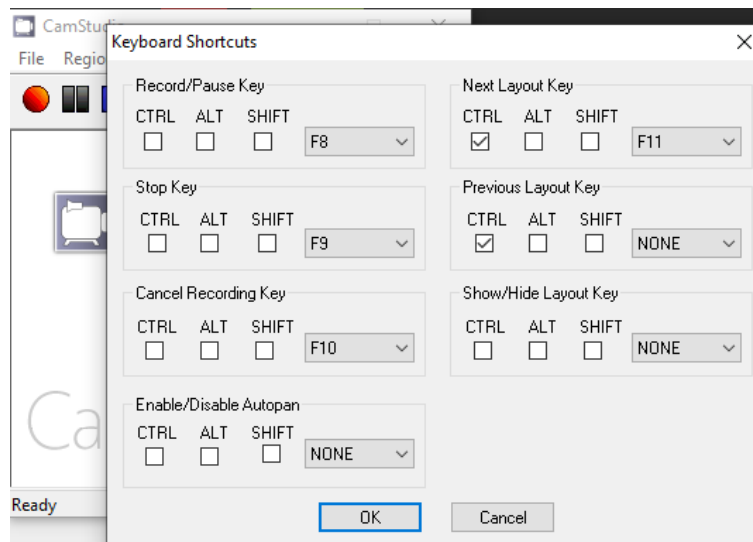 CamStudio
File Regio
Keyboard Shortcuts
Record/Pause Key
CTRL ALT SHIFT
F8
Next Layout Key
CTRL ALT SHIFT
F11
Stop Key
CTRL ALT SHIFT
F9
Previous Layout Key
CTRL ALT SHIFT
NONE
Cancel Recording Key
CTRL ALT SHIFT
F10
Show/Hide Layout Key
CTRL ALT SHIFT
NONE
Enable/Disable Autopan
CTRL ALT SHIFT
NONE
Ca
Ready
OK Cancel